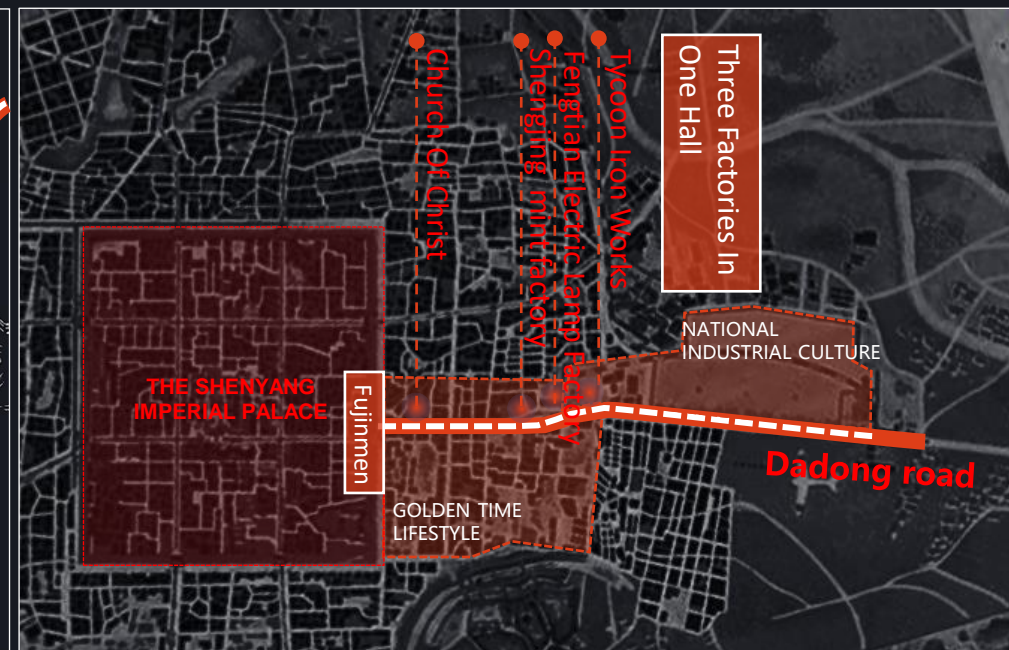 Church Of Christ
Shengjing mint factory
Fengtian Electric Lamp Factory
Tycoon Iron Works
Three Factories In
One Hall
NATIONAL
INDUSTRIAL CULTURE
THE SHENYANG
IMPERIAL PALACE
Fujinmen
GOLDEN TIME
LIFESTYLE
Dadong road